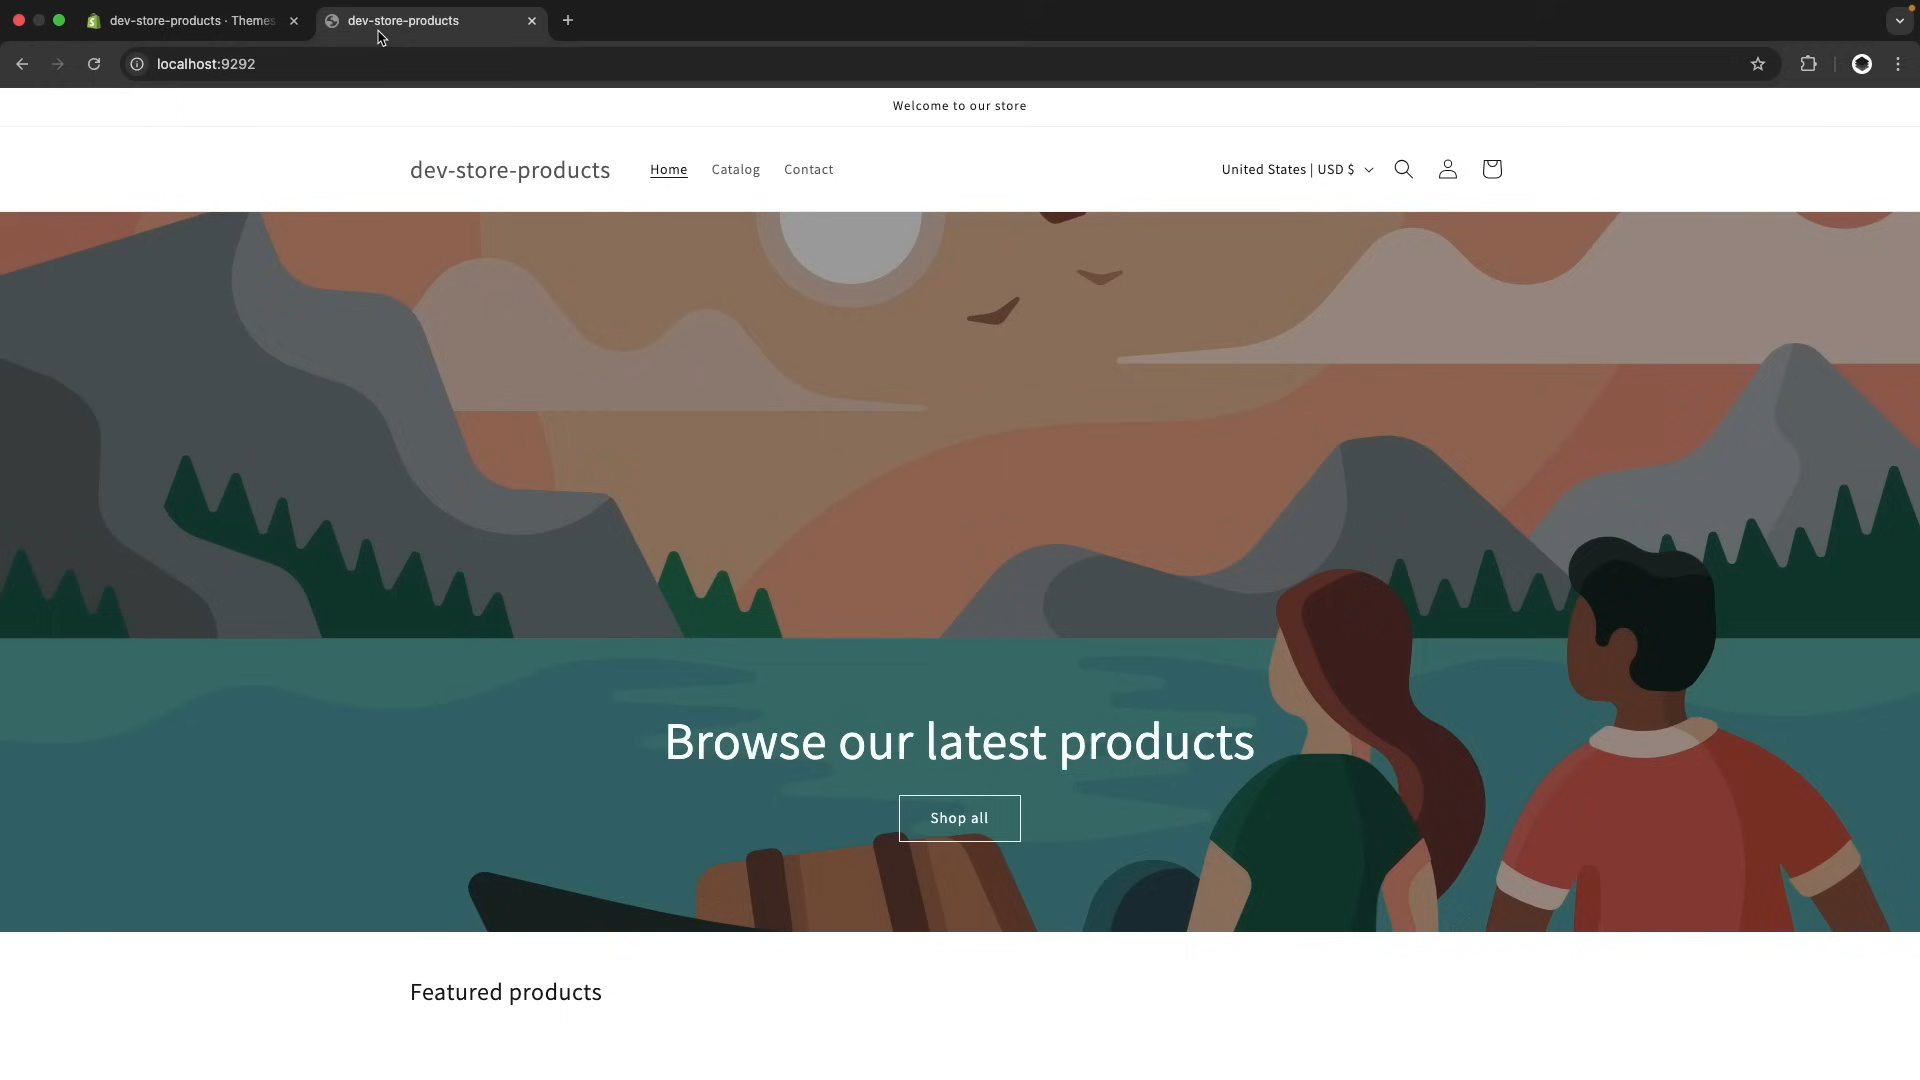 dev-store-products · Themes
dev-store-products
localhost:9292
Welcome to our store
dev-store-products
Home
Catalog
Contact
United States | USD $
Browse our latest products
Shop all
Featured products